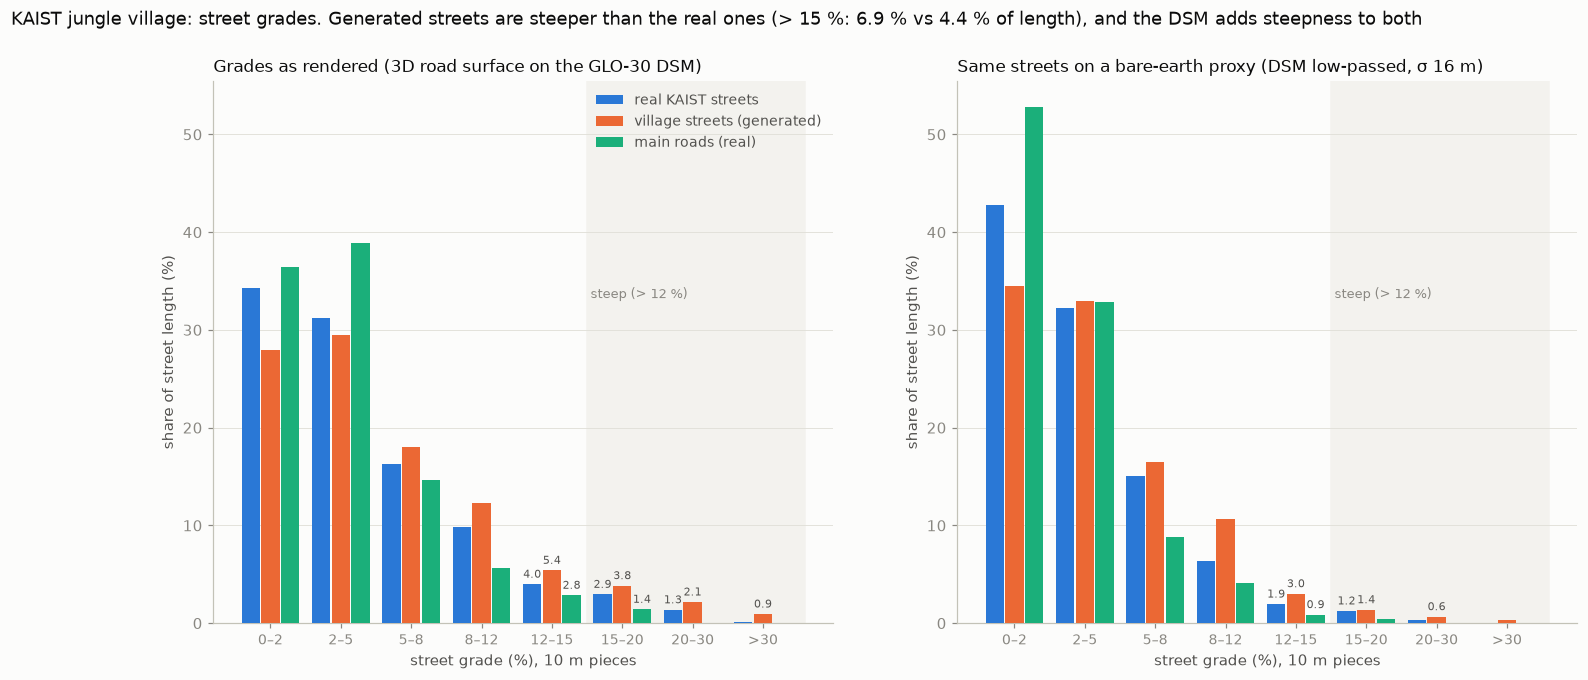 KAIST jungle village: street grades. Generated streets are steeper than the real ones (> 15 %: 6.9 % vs 4.4 % of length), and the DSM adds steepness to both
Grades as rendered (3D road surface on the GLO-30 DSM)
real KAIST streets
village streets (generated)
main roads (real)
steep (> 12 %)
share of street length (%)
50
40
30
20
10
0
4.0 5.4 2.8 2.9 3.8 1.4 1.3 2.1 0.9
0–2 2–5 5–8 8–12 12–15 15–20 20–30 >30
street grade (%), 10 m pieces
Same streets on a bare-earth proxy (DSM low-passed, σ 16 m)
steep (> 12 %)
share of street length (%)
50
40
30
20
10
0
1.9 3.0 0.9 1.2 1.4 0.6
0–2 2–5 5–8 8–12 12–15 15–20 20–30 >30
street grade (%), 10 m pieces